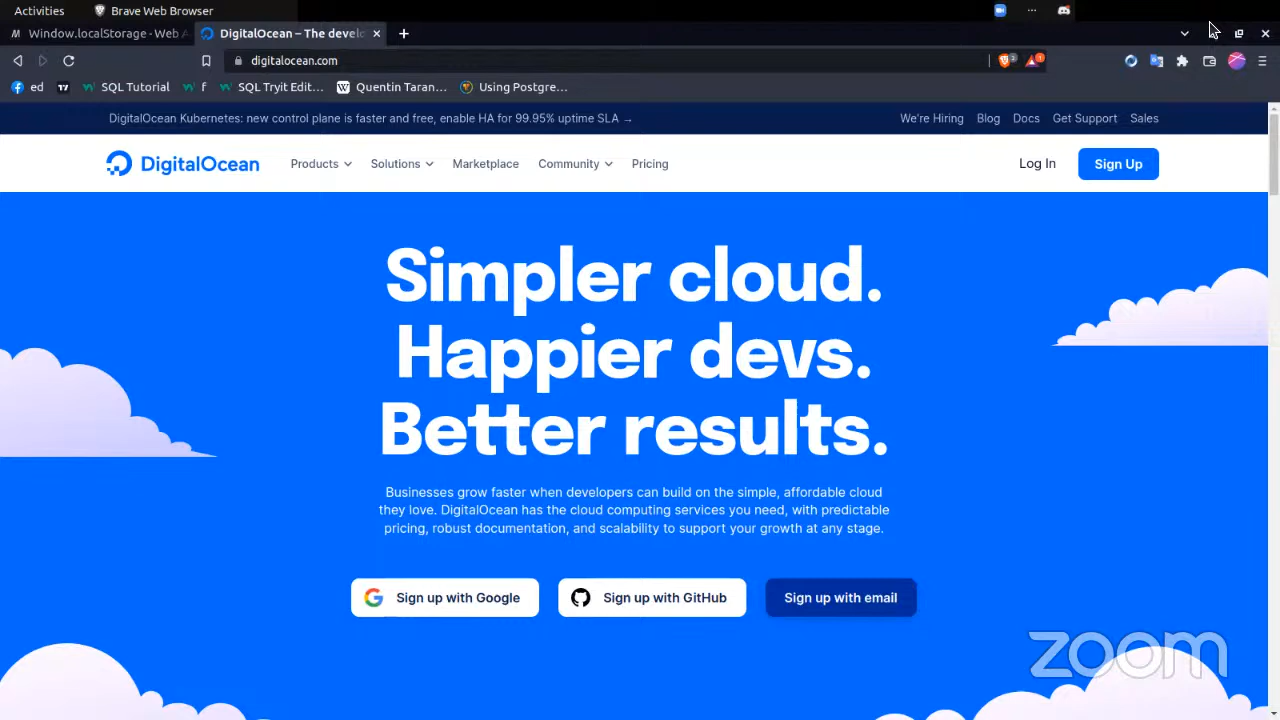 Activities
Brave Web Browser
Window.localStorage - Web A
DigitalOcean – The develo
digitalocean.com
3
1
ed
SQL Tutorial
f
SQL Tryit Edit…
W
Quentin Taran…
Using Postgre…
DigitalOcean Kubernetes: new control plane is faster and free, enable HA for 99.95% uptime SLA →
We're Hiring
Blog
Docs
Get Support
Sales
DigitalOcean
Products
Solutions
Marketplace
Community
Pricing
Log In
Sign Up
Simpler cloud.
Happier devs.
Better results.
Businesses grow faster when developers can build on the simple, affordable cloud
they love. DigitalOcean has the cloud computing services you need, with predictable
pricing, robust documentation, and scalability to support your growth at any stage.
Sign up with Google
Sign up with GitHub
Sign up with email
zoom